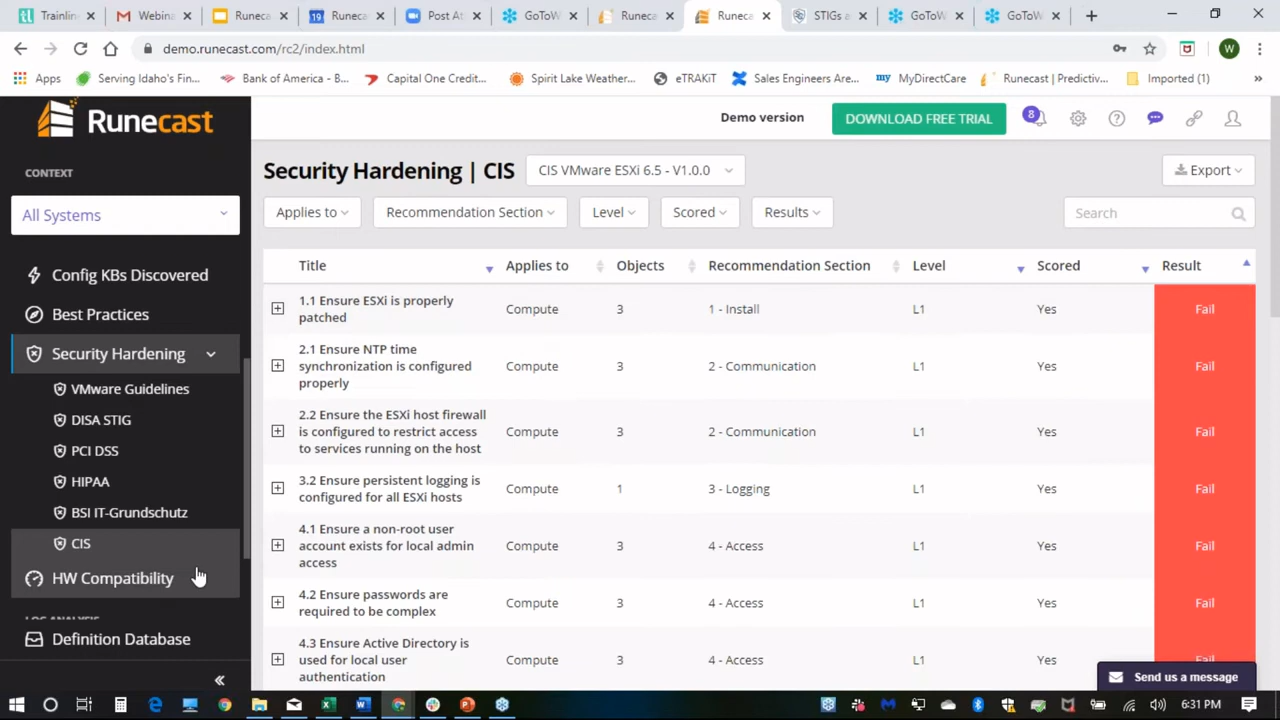 Trainling
Webina
Runeca
19
Runeca
Post At
GoToW
Runeca
Runeca
STIGs a
GoToW
GoToW
demo.runecast.com/rc2/index.html
W
Apps
Serving Idaho's Fin...
Bank of America - B...
Capital One Credit...
Spirit Lake Weather...
eTRAKiT
Sales Engineers Are...
my MyDirectCare
Runecast | Predictiv...
Imported (1)
»
Runecast
Demo version
DOWNLOAD FREE TRIAL
8
CONTEXT
All Systems
Config KBs Discovered
Best Practices
Security Hardening
VMware Guidelines
DISA STIG
PCI DSS
HIPAA
BSI IT-Grundschutz
CIS
HW Compatibility
LOG ANALYSIS
Definition Database
«
Security Hardening | CIS
CIS VMware ESXi 6.5 - V1.0.0
Export
Applies to
Recommendation Section
Level
Scored
Results
Search
Title
Applies to
Objects
Recommendation Section
Level
Scored
Result
1.1 Ensure ESXi is properly
patched
Compute
3
1 - Install
L1
Yes
Fail
2.1 Ensure NTP time
synchronization is configured
properly
Compute
3
2 - Communication
L1
Yes
Fail
2.2 Ensure the ESXi host firewall
is configured to restrict access
to services running on the host
Compute
3
2 - Communication
L1
Yes
Fail
3.2 Ensure persistent logging is
configured for all ESXi hosts
Compute
1
3 - Logging
L1
Yes
Fail
4.1 Ensure a non-root user
account exists for local admin
access
Compute
3
4 - Access
L1
Yes
Fail
4.2 Ensure passwords are
required to be complex
Compute
3
4 - Access
L1
Yes
Fail
4.3 Ensure Active Directory is
used for local user
authentication
Compute
3
4 - Access
L1
Yes
Fail
Send us a message
6:31 PM